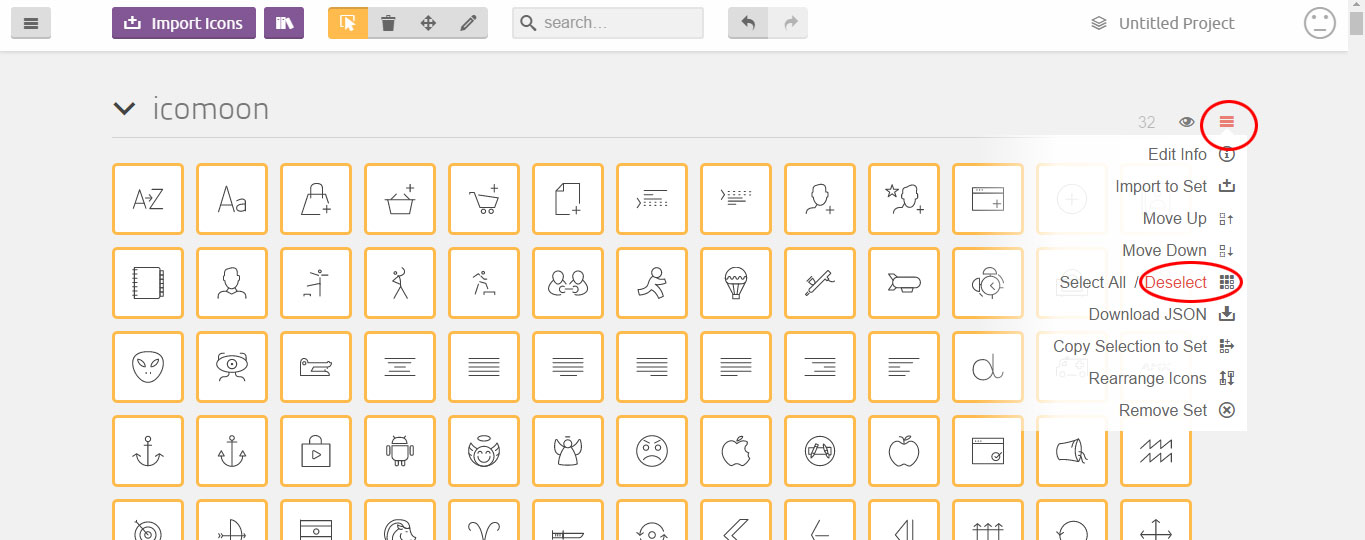 Import Icons
search...
Untitled Project
icomoon
32
Edit Info
Import to Set
Move Up
Move Down
Select All / Deselect
Download JSON
Copy Selection to Set
Rearrange Icons
Remove Set
A Z
Aa